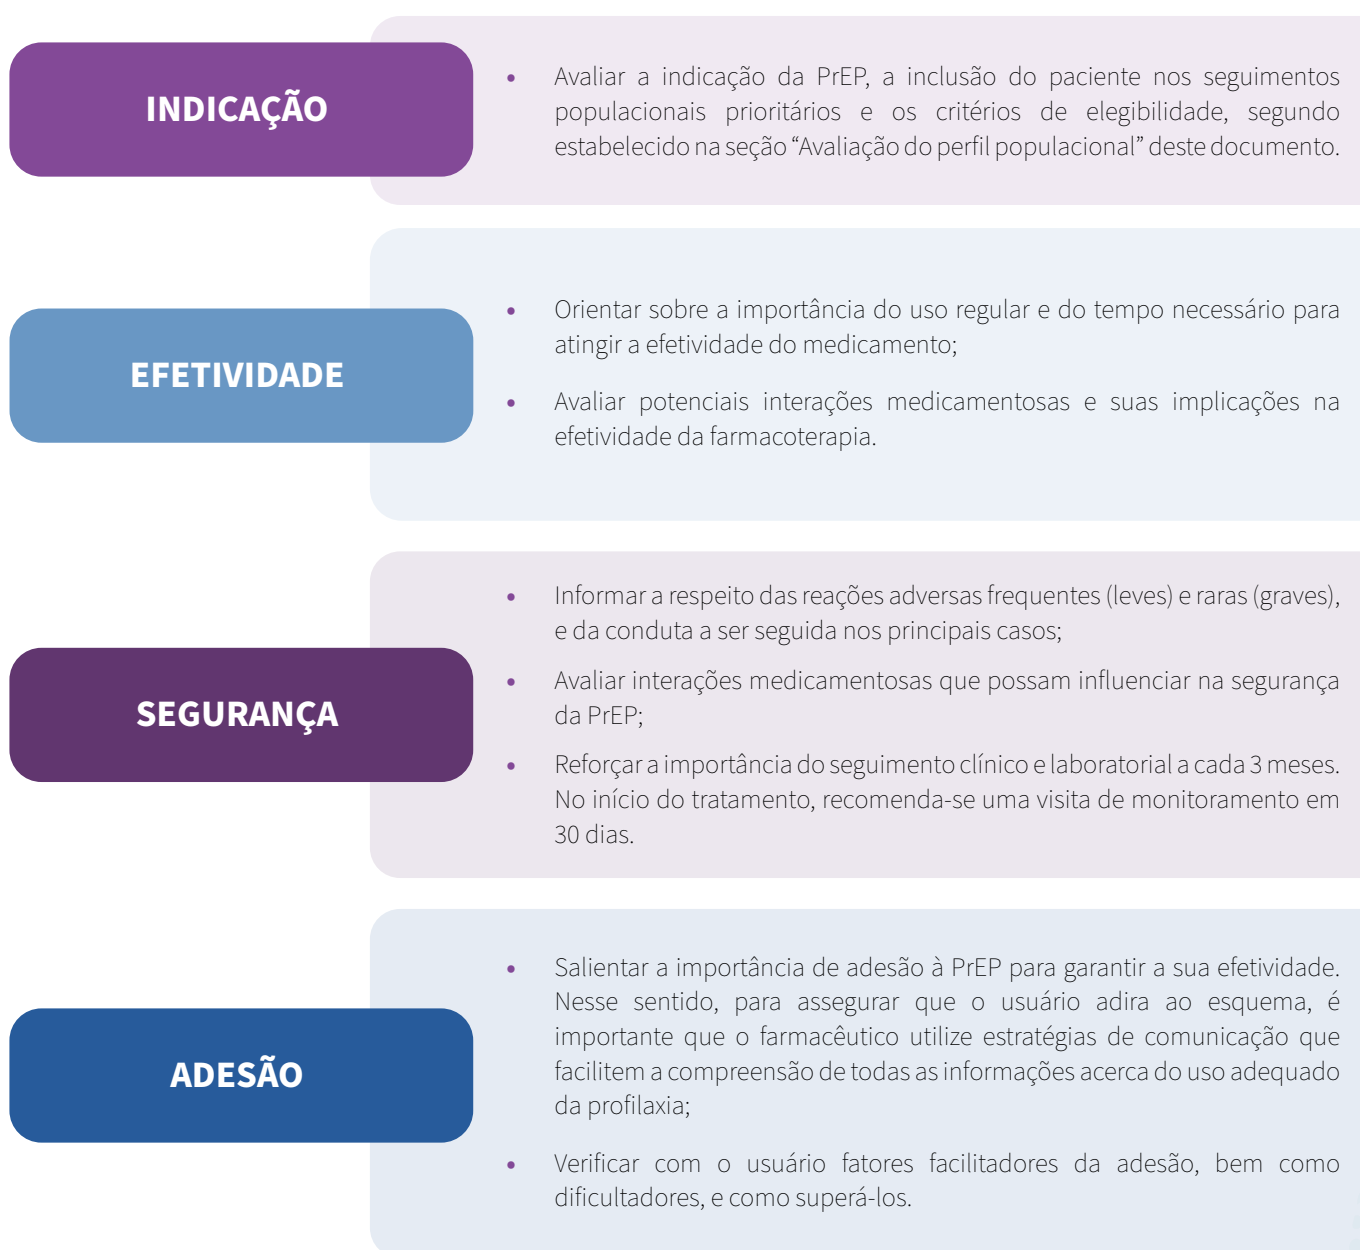 INDICAÇÃO
• Avaliar a indicação da PrEP, a inclusão do paciente nos seguimentos
populacionais prioritários e os critérios de elegibilidade, segundo
estabelecido na seção “Avaliação do perfil populacional” deste documento.
EFETIVIDADE
• Orientar sobre a importância do uso regular e do tempo necessário para
atingir a efetividade do medicamento;
• Avaliar potenciais interações medicamentosas e suas implicações na
efetividade da farmacoterapia.
SEGURANÇA
• Informar a respeito das reações adversas frequentes (leves) e raras (graves),
e da conduta a ser seguida nos principais casos;
• Avaliar interações medicamentosas que possam influenciar na segurança
da PrEP;
• Reforçar a importância do seguimento clínico e laboratorial a cada 3 meses.
No início do tratamento, recomenda-se uma visita de monitoramento em
30 dias.
ADESÃO
• Salientar a importância de adesão à PrEP para garantir a sua efetividade.
Nesse sentido, para assegurar que o usuário adira ao esquema, é
importante que o farmacêutico utilize estratégias de comunicação que
facilitem a compreensão de todas as informações acerca do uso adequado
da profilaxia;
• Verificar com o usuário fatores facilitadores da adesão, bem como
dificultadores, e como superá-los.